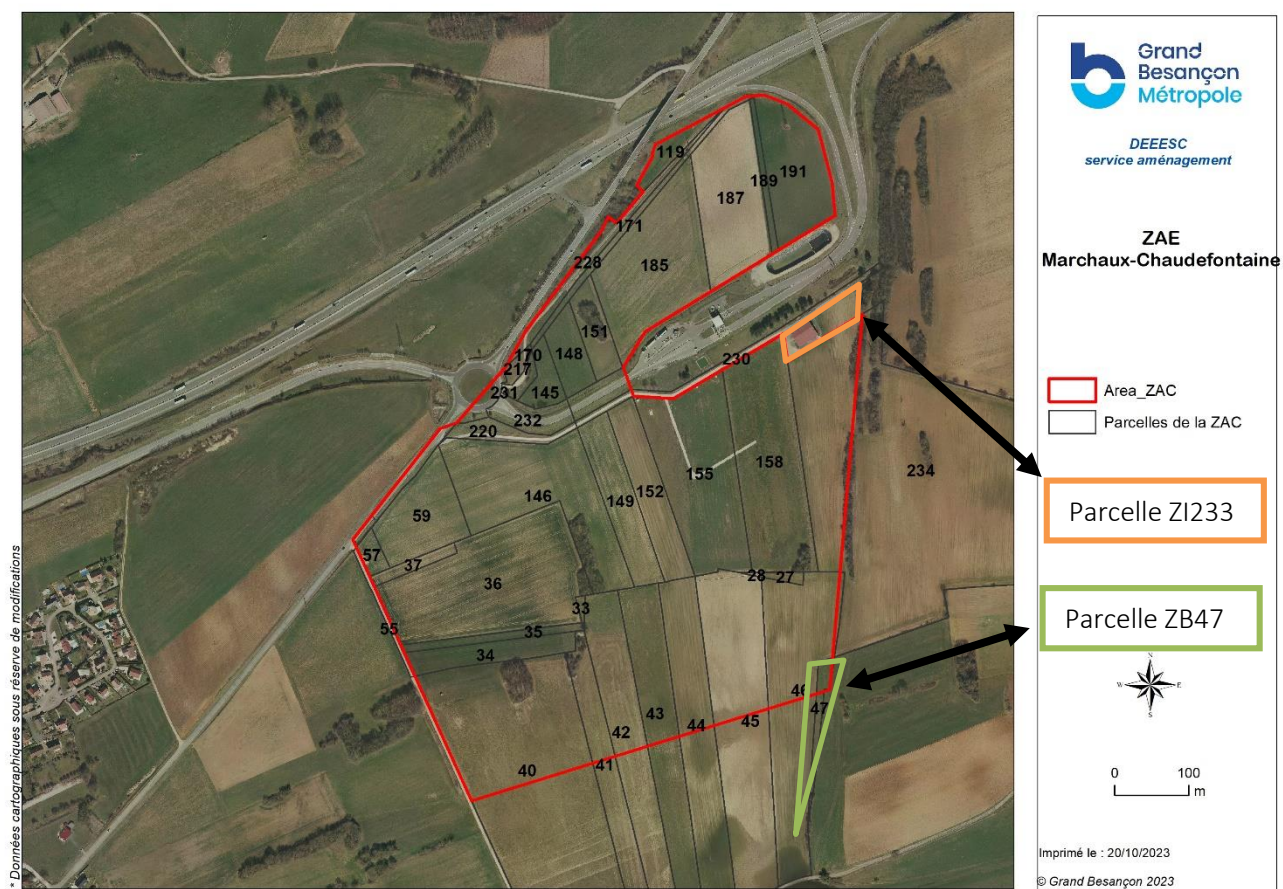 119
187
189
191
171
228
185
151
148
170
217
145
231
232
220
230
59
146
149
152
155
158
234
57
37
36
28
27
33
55
35
34
46
47
43
42
44
45
41
40
* Données cartographiques sous réserve de modifications
Grand
Besançon
Métropole
DEEESC
service aménagement
ZAE
Marchaux-Chaudefontaine
Area_ZAC
Parcelles de la ZAC
Parcelle ZI233
Parcelle ZB47
N
W
E
S
0 100
m
Imprimé le : 20/10/2023
© Grand Besançon 2023